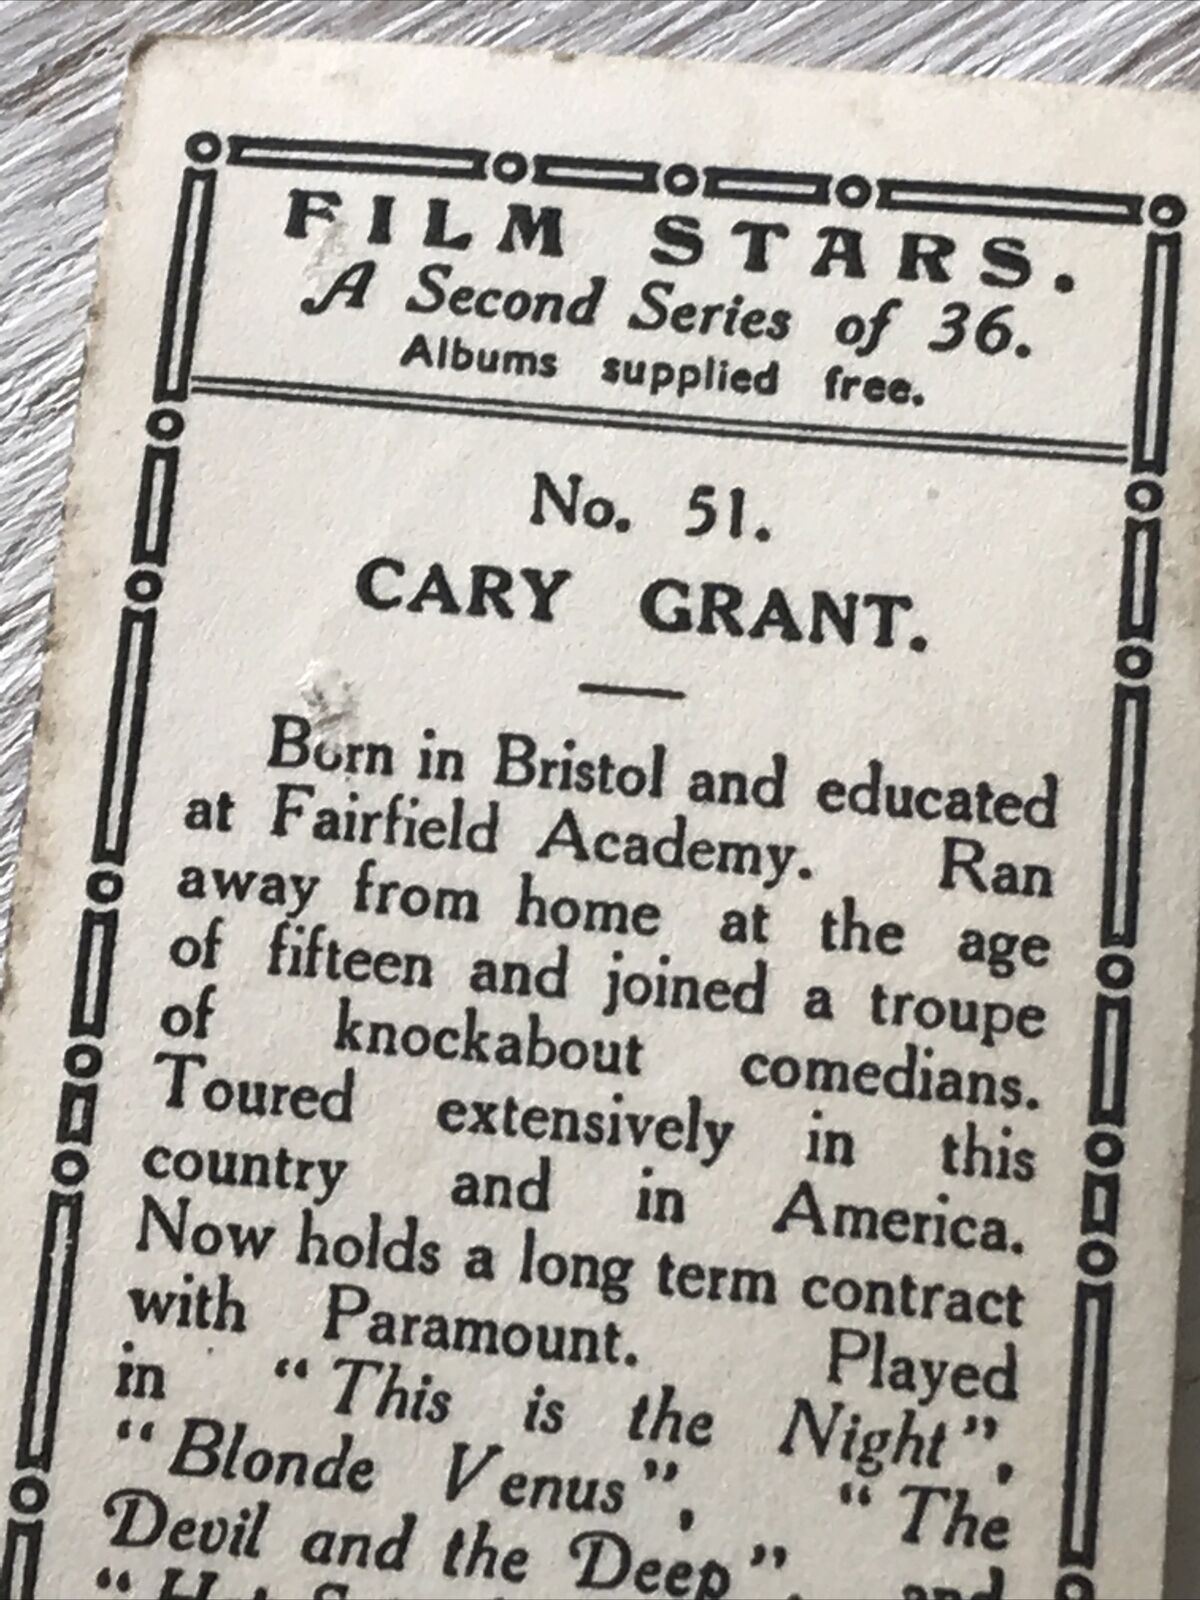 FILM STARS.
A Second Series of 36.
Albums supplied free.
No. 51.
CARY GRANT.
Born in Bristol and educated
at Fairfield Academy. Ran
away from home at the age
of fifteen and joined a troupe
of knockabout comedians.
Toured extensively in this
country and in America.
Now holds a long term contract
with Paramount. Played
in "This is the Night",
"Blonde Venus", "The
Devil and the Deep", and